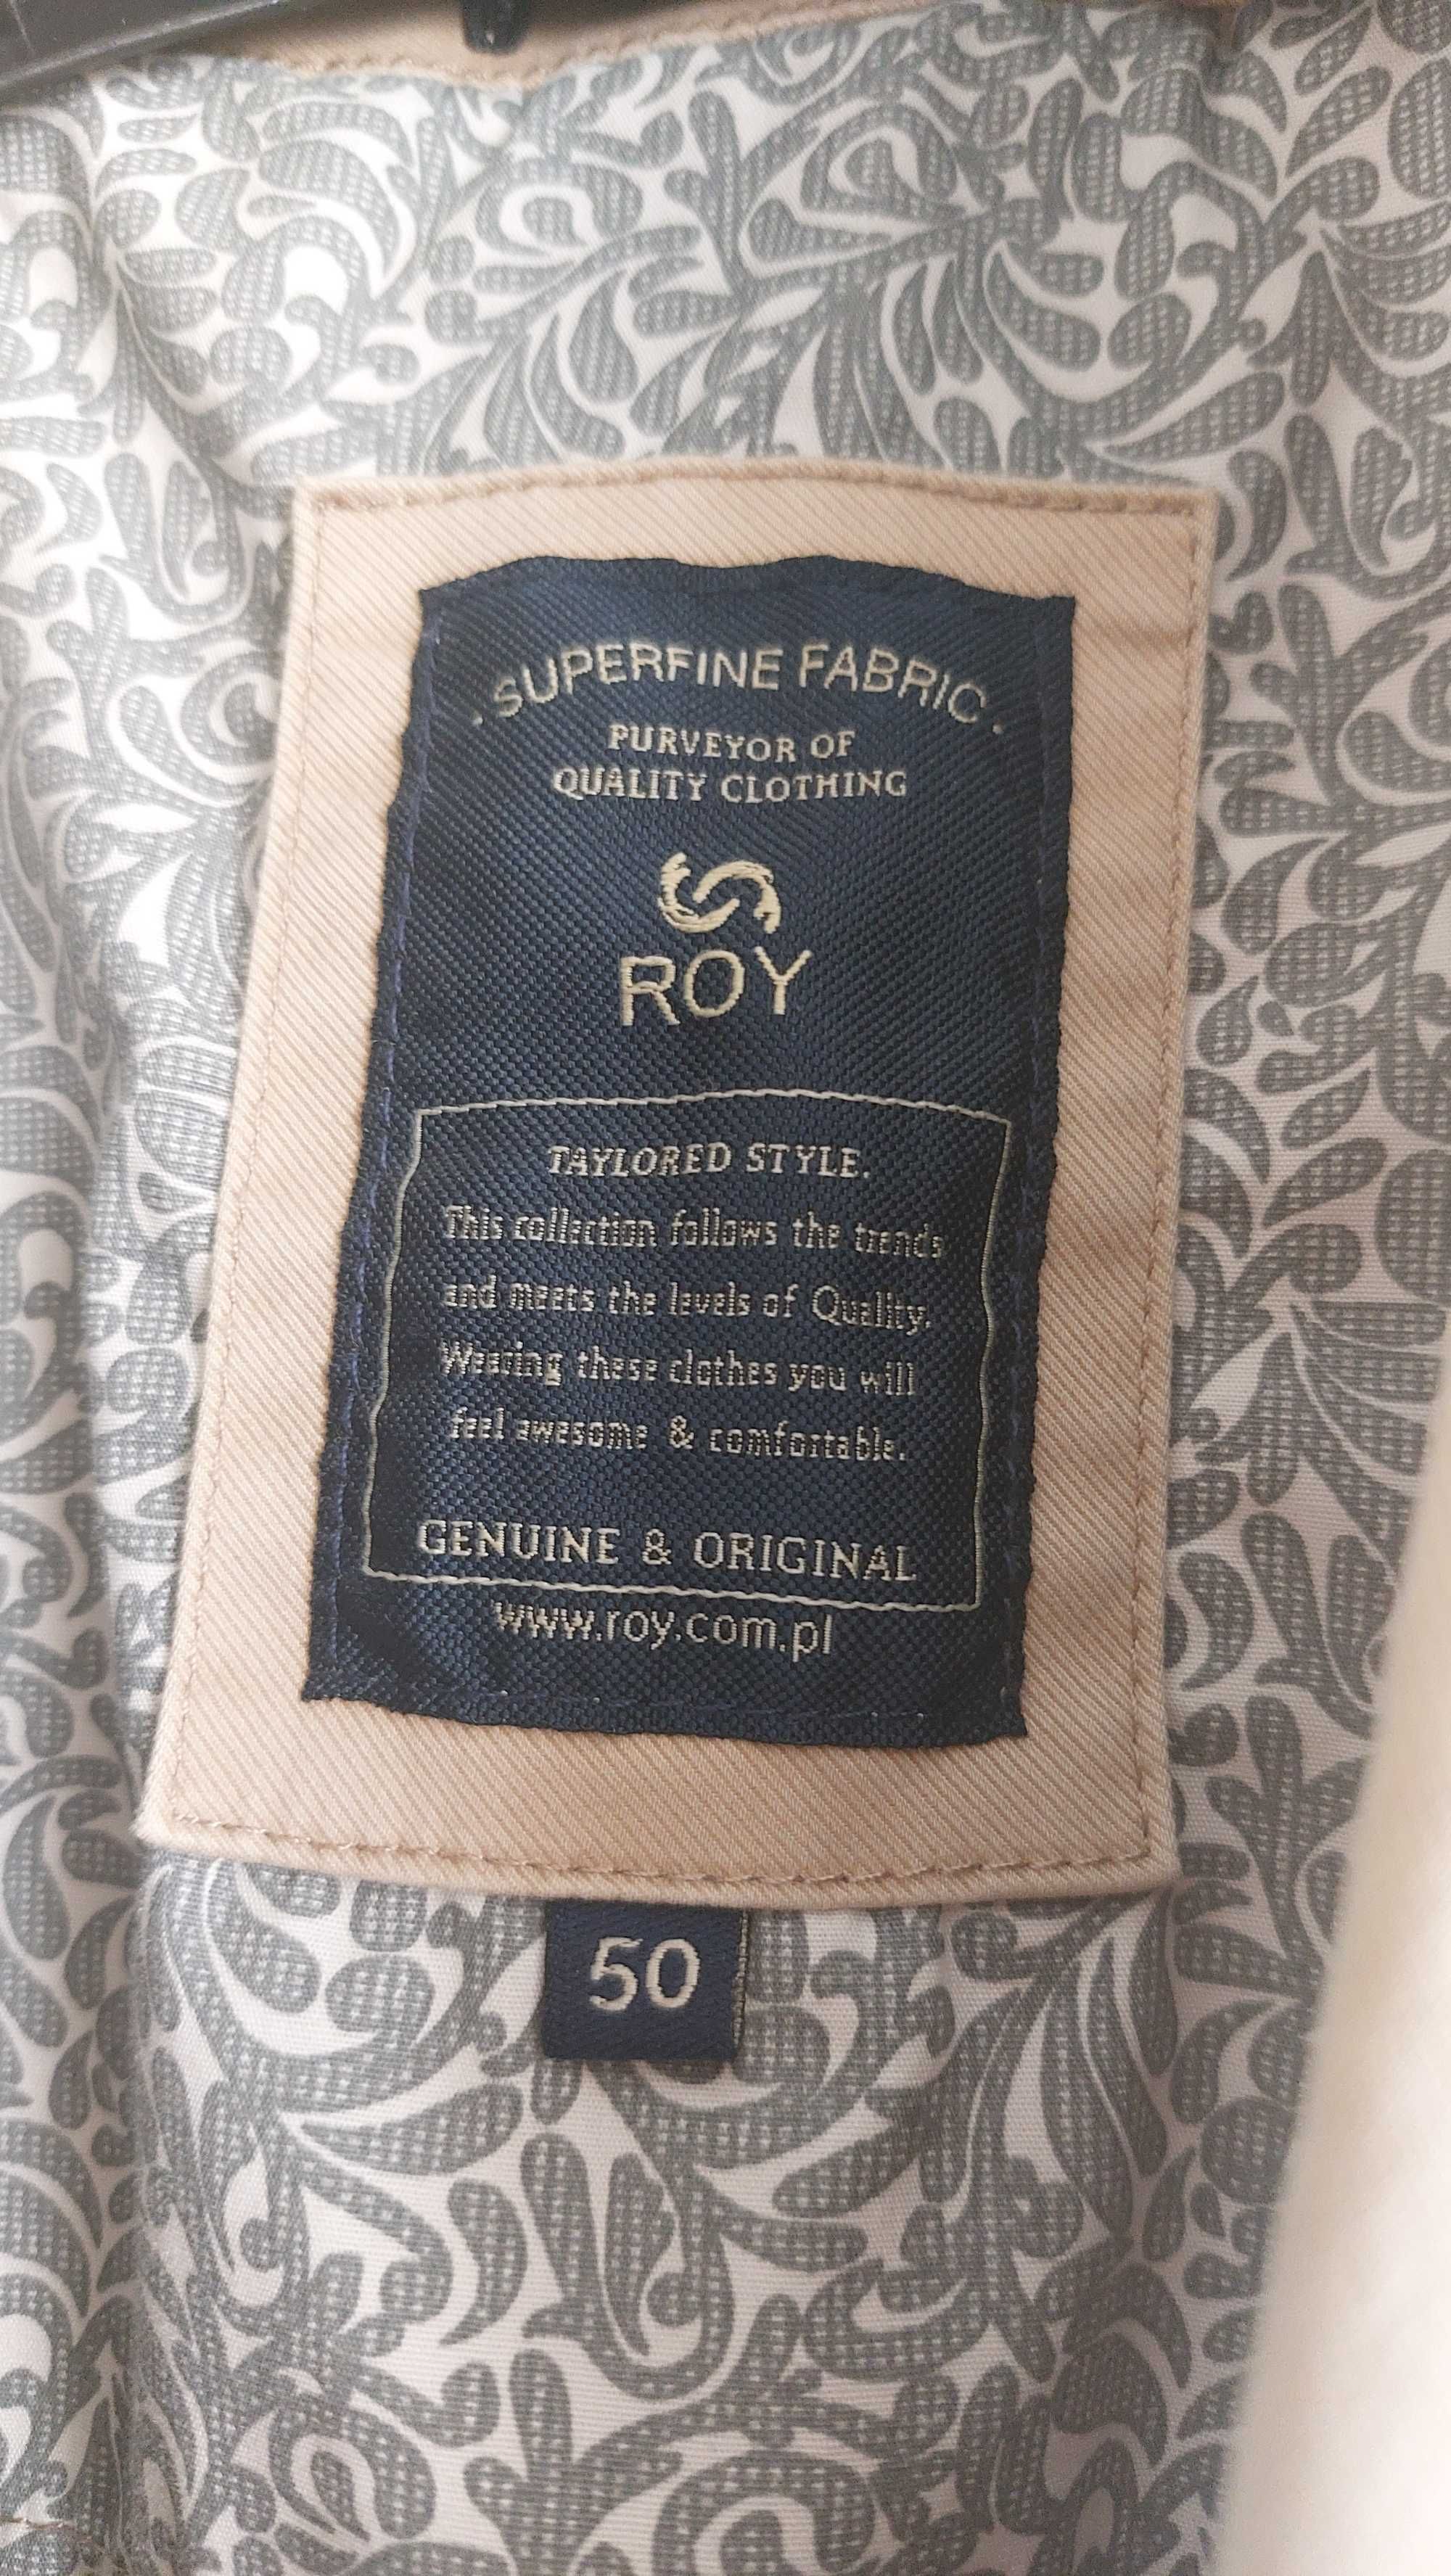 · SUPERFINE FABRIC ·
PURVEYOR OF
QUALITY CLOTHING
ROY
TAYLORED STYLE.
This collection follows the trends
and meets the levels of Quality.
Wearing these clothes you will
feel awesome & comfortable.
GENUINE & ORIGINAL
www.roy.com.pl
50